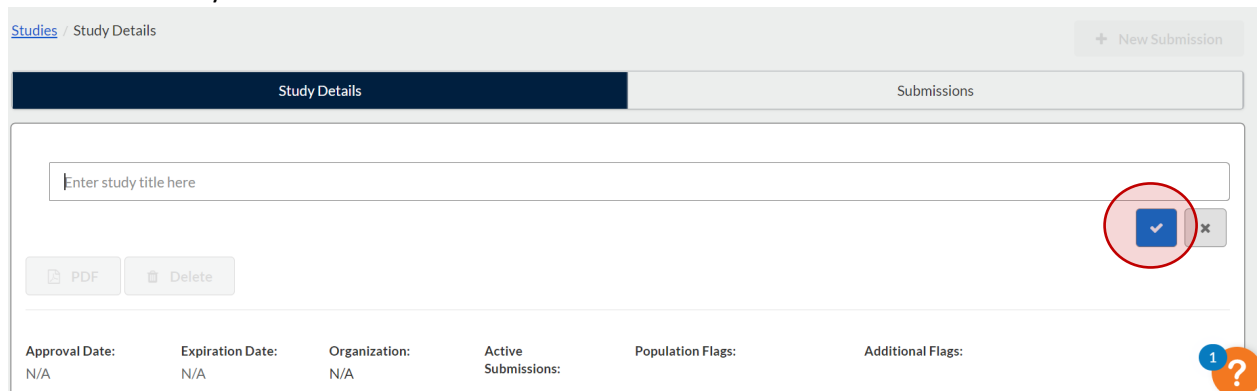 Studies / Study Details
+ New Submission
Study Details
Submissions
Enter study title here
PDF
Delete
Approval Date:
N/A
Expiration Date:
N/A
Organization:
N/A
Active
Submissions:
Population Flags:
Additional Flags:
1
?